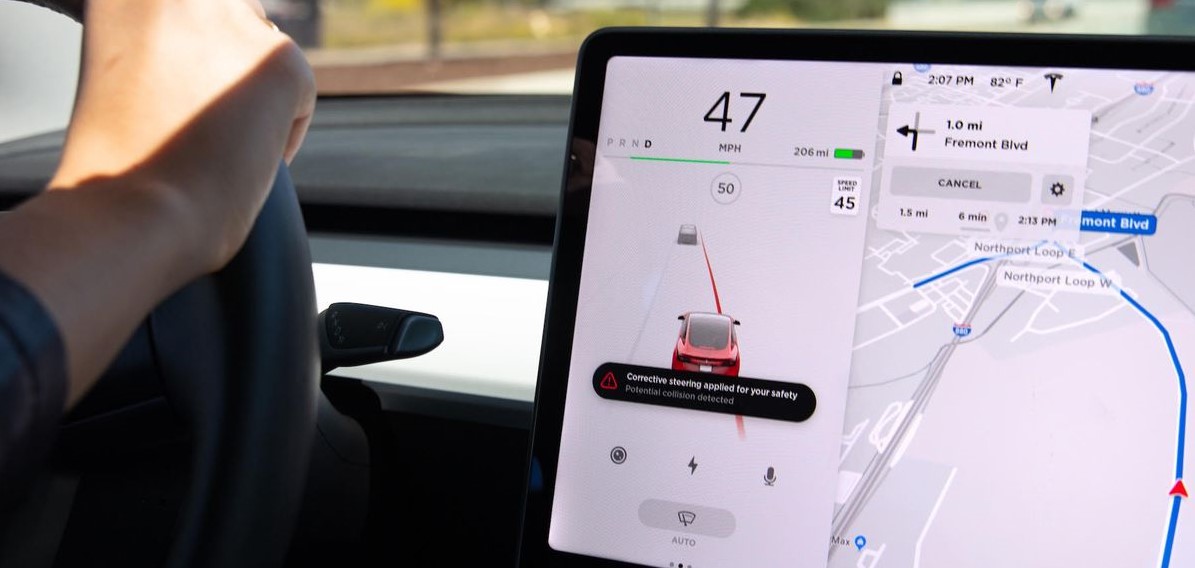 47
MPH
P R N D
206 mi
50
SPEED
LIMIT
45
Corrective steering applied for your safety
Potential collision detected
AUTO
2:07 PM 82° F
1.0 mi
Fremont Blvd
CANCEL
1.5 mi 6 min 2:13 PM
mont Blvd
Northport Loop E
Northport Loop W
680
Max